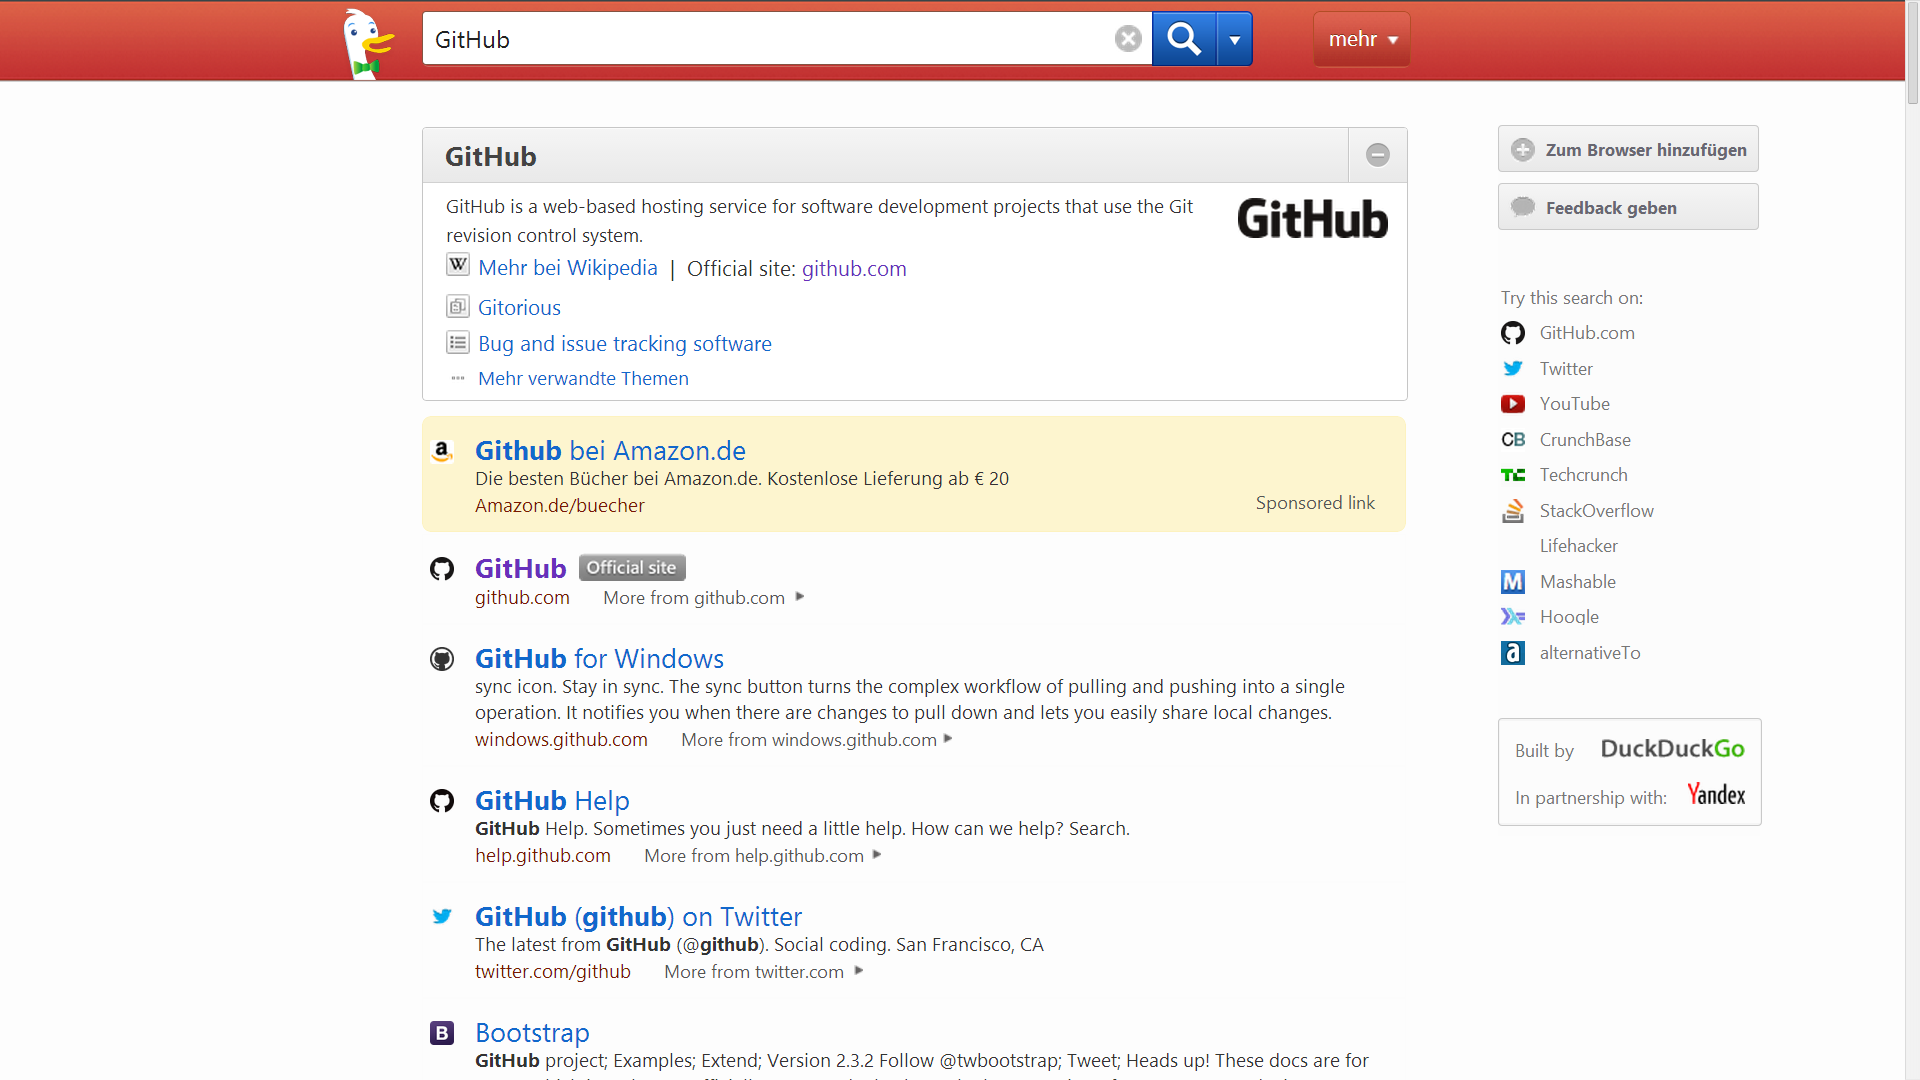 GitHub
mehr
GitHub
GitHub is a web-based hosting service for software development projects that use the Git
revision control system.
GitHub
W Mehr bei Wikipedia | Official site: github.com
Gitorious
Bug and issue tracking software
Mehr verwandte Themen
a Github bei Amazon.de
Die besten Bücher bei Amazon.de. Kostenlose Lieferung ab € 20
Amazon.de/buecher
Sponsored link
GitHub Official site
github.com More from github.com
GitHub for Windows
sync icon. Stay in sync. The sync button turns the complex workflow of pulling and pushing into a single
operation. It notifies you when there are changes to pull down and lets you easily share local changes.
windows.github.com More from windows.github.com
GitHub Help
GitHub Help. Sometimes you just need a little help. How can we help? Search.
help.github.com More from help.github.com
GitHub (github) on Twitter
The latest from GitHub (@github). Social coding. San Francisco, CA
twitter.com/github More from twitter.com
B Bootstrap
GitHub project; Examples; Extend; Version 2.3.2 Follow @twbootstrap; Tweet; Heads up! These docs are for
Zum Browser hinzufügen
Feedback geben
Try this search on:
GitHub.com
Twitter
YouTube
CB CrunchBase
TC Techcrunch
StackOverflow
Lifehacker
M Mashable
Hoogle
a alternativeTo
Built by DuckDuckGo
In partnership with: Yandex